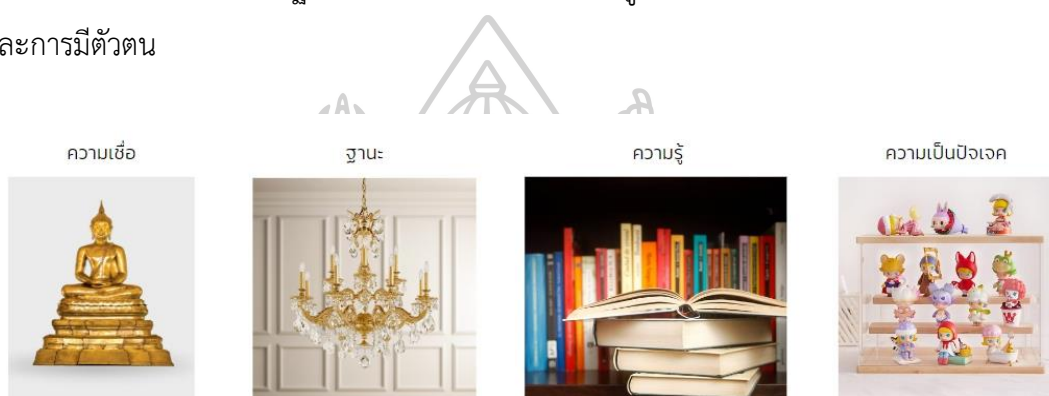 ละการมีตัวตน
ความเชื่อ
ฐานะ
ความรู้
ความเป็นปัจเจค